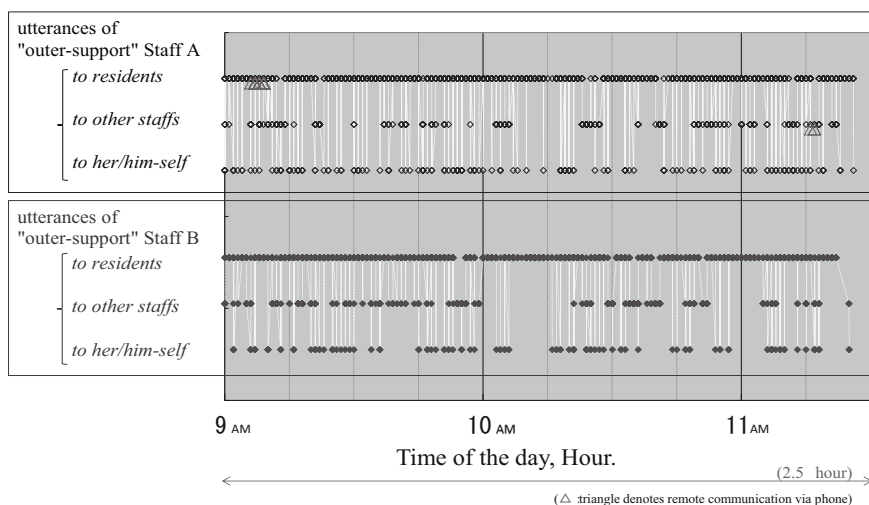 utterances of
"outer-support" Staff A
to residents
to other staffs
to her/him-self
utterances of
"outer-support" Staff B
to residents
to other staffs
to her/him-self
9 AM 10 AM 11 AM
Time of the day, Hour.
(2.5 hour)
(△ :triangle denotes remote communication via phone)